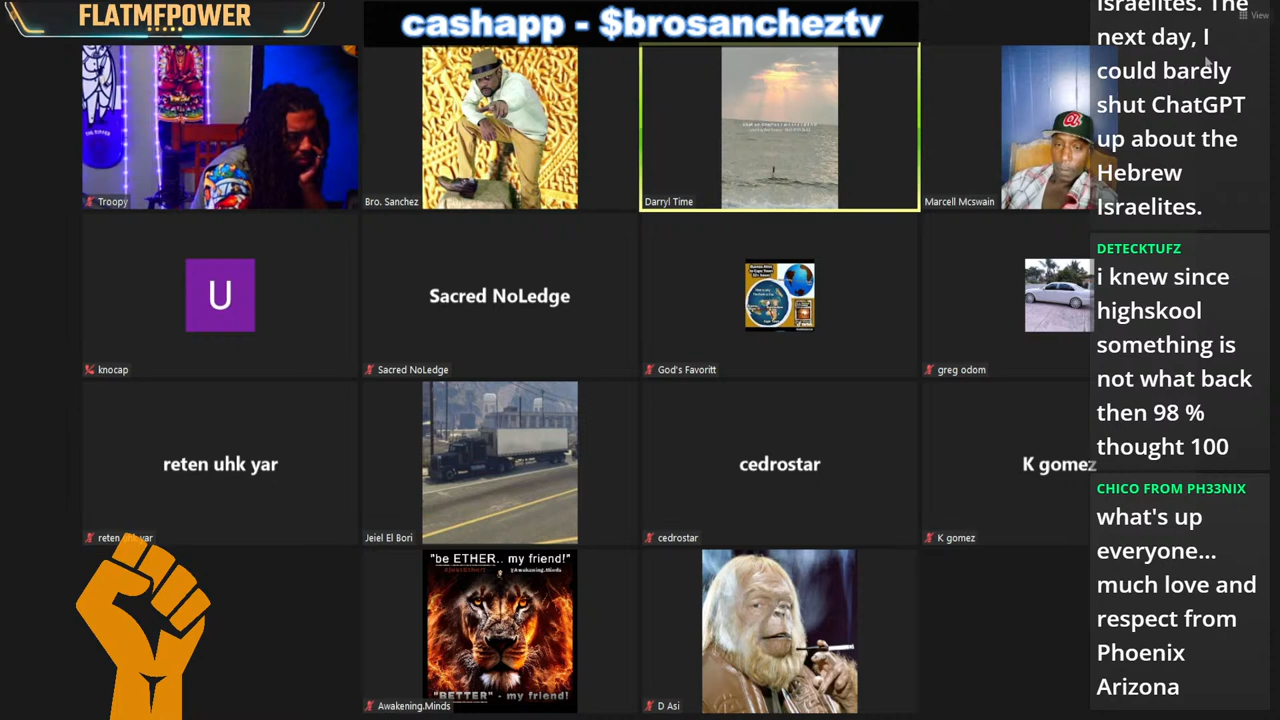 FLATMFPOWER
cashapp - $brosancheztv
View
Troopy
Bro. Sanchez
Darryl Time
Marcell Mcswain
U
knocap
Sacred NoLedge
Sacred NoLedge
God's Favoritt
greg odom
reten uhk yar
reten uhk yar
Jeiel El Bori
cedrostar
cedrostar
K gomez
K gomez
"be ETHER.. my friend!"
"BETTER" - my friend!
Awakening.Minds
D Asi
Israelites. The
next day, I
could barely
shut ChatGPT
up about the
Hebrew
Israelites.
DETECKTUFZ
i knew since
highskool
something is
not what back
then 98 %
thought 100
CHICO FROM PH33NIX
what's up
everyone...
much love and
respect from
Phoenix
Arizona